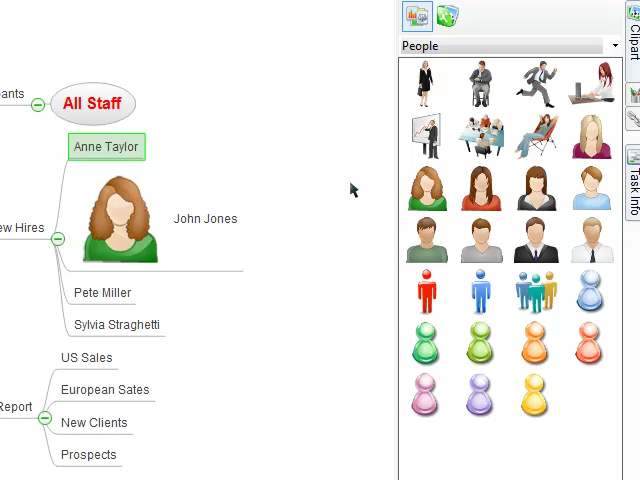 ants
All Staff
Anne Taylor
John Jones
ew Hires
Pete Miller
Sylvia Straghetti
US Sales
European Sates
Report
New Clients
Prospects
People
Clipart
Task Info